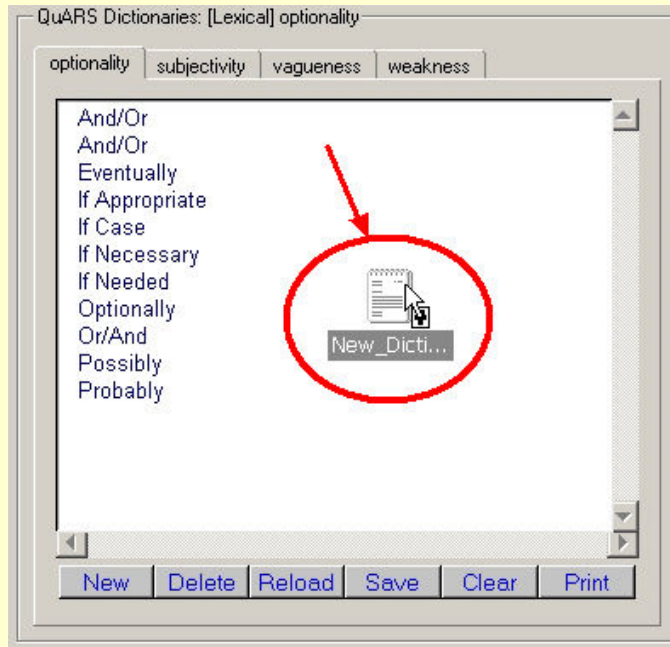 QuARS Dictionaries: [Lexical] optionality
optionality subjectivity vagueness weakness
And/Or
And/Or
Eventually
If Appropriate
If Case
If Necessary
If Needed
Optionally
Or/And
Possibly
Probably
New_Dicti...
New Delete Reload Save Clear Print